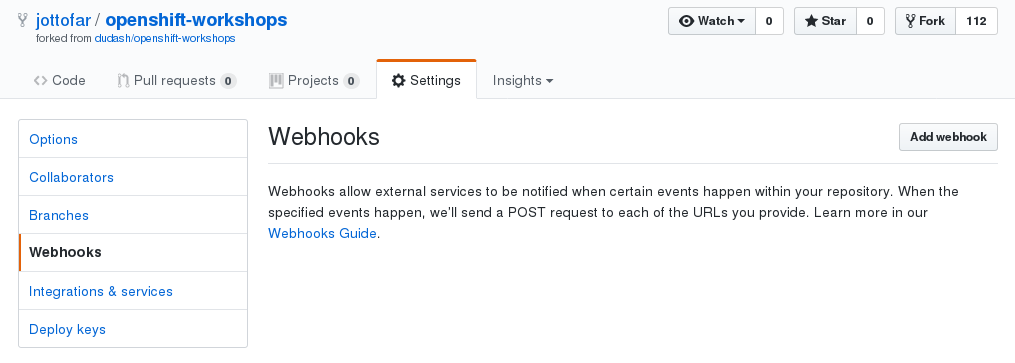 jottofar / openshift-workshops
forked from dudash/openshift-workshops
Watch 0 Star 0 Fork 112
Code Pull requests 0 Projects 0 Settings Insights
Options
Collaborators
Branches
Webhooks
Integrations & services
Deploy keys
Webhooks
Add webhook
Webhooks allow external services to be notified when certain events happen within your repository. When the
specified events happen, we'll send a POST request to each of the URLs you provide. Learn more in our
Webhooks Guide.